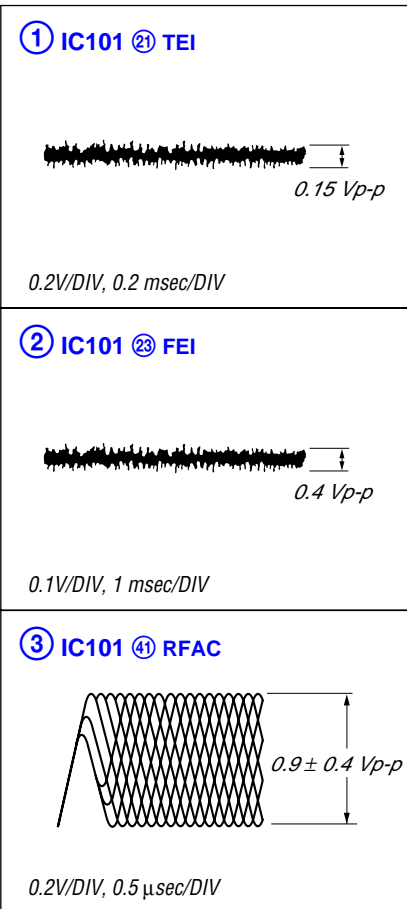 ① IC101 ㉑ TEI
0.15 Vp-p
0.2V/DIV, 0.2 msec/DIV
② IC101 ㉓ FEI
0.4 Vp-p
0.1V/DIV, 1 msec/DIV
③ IC101 ㊶ RFAC
0.9 ± 0.4 Vp-p
0.2V/DIV, 0.5 μsec/DIV